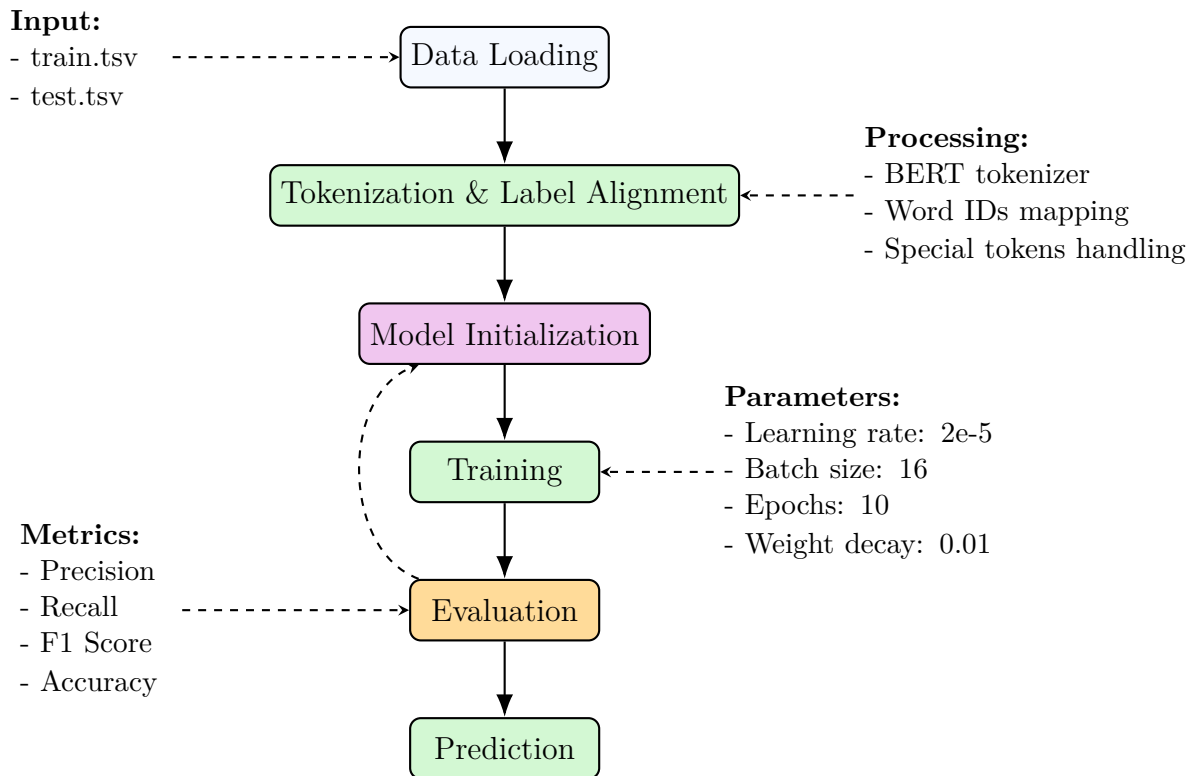 Input:
- train.tsv
- test.tsv
Data Loading
Processing:
- BERT tokenizer
- Word IDs mapping
- Special tokens handling
Tokenization & Label Alignment
Model Initialization
Parameters:
- Learning rate: 2e-5
- Batch size: 16
- Epochs: 10
- Weight decay: 0.01
Training
Metrics:
- Precision
- Recall
- F1 Score
- Accuracy
Evaluation
Prediction